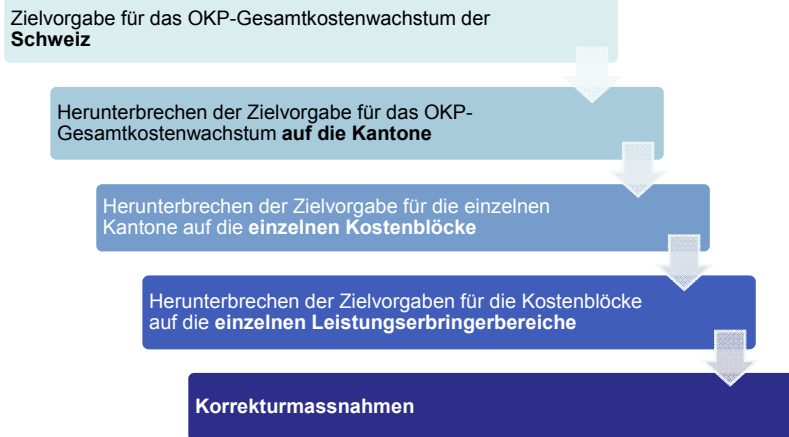 Zielvorgabe für das OKP-Gesamtkostenwachstum der
Schweiz
Herunterbrechen der Zielvorgabe für das OKP-
Gesamtkostenwachstum auf die Kantone
Herunterbrechen der Zielvorgabe für die einzelnen
Kantone auf die einzelnen Kostenblöcke
Herunterbrechen der Zielvorgaben für die Kostenblöcke
auf die einzelnen Leistungserbringerbereiche
Korrekturmassnahmen